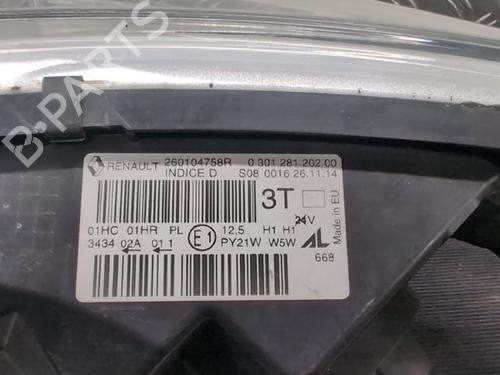 B-PARTS
RENAULT 260104758R 0 301 281 202 00
INDICE D S08 0016 26.11.14
3T
24V
Made in EU
01HC 01HR PL E1 12,5 H1 H1
3434 02A 01 1 PY21W W5W AL
668